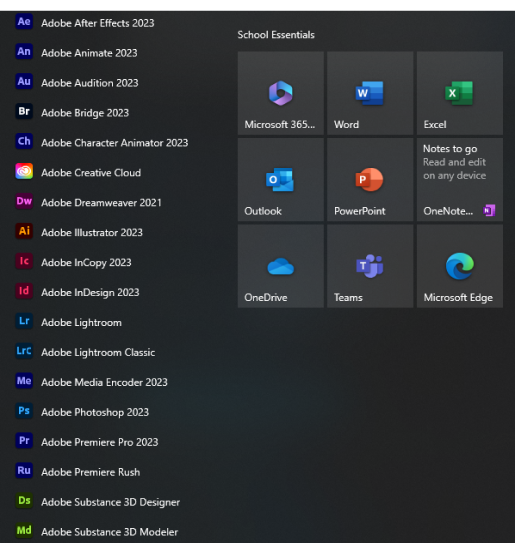 Ae Adobe After Effects 2023
An Adobe Animate 2023
Au Adobe Audition 2023
Br Adobe Bridge 2023
Ch Adobe Character Animator 2023
Adobe Creative Cloud
Dw Adobe Dreamweaver 2021
Ai Adobe Illustrator 2023
Ic Adobe InCopy 2023
Id Adobe InDesign 2023
Lr Adobe Lightroom
LrC Adobe Lightroom Classic
Me Adobe Media Encoder 2023
Ps Adobe Photoshop 2023
Pr Adobe Premiere Pro 2023
Ru Adobe Premiere Rush
Ds Adobe Substance 3D Designer
Md Adobe Substance 3D Modeler
School Essentials
Microsoft 365...
W
Word
X
Excel
O
Outlook
P
PowerPoint
Notes to go
Read and edit
on any device
OneNote... N
OneDrive
T
Teams
Microsoft Edge